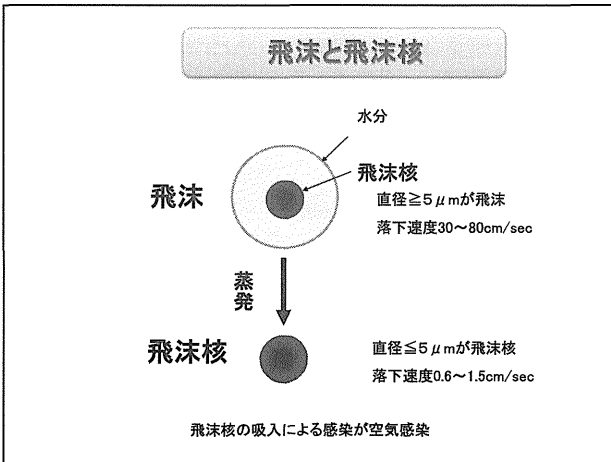 飛沫と飛沫核
水分
飛沫核
飛沫
直径≧5μmが飛沫
落下速度30～80cm/sec
蒸発
飛沫核
直径≦5μmが飛沫核
落下速度0.6～1.5cm/sec
飛沫核の吸入による感染が空気感染